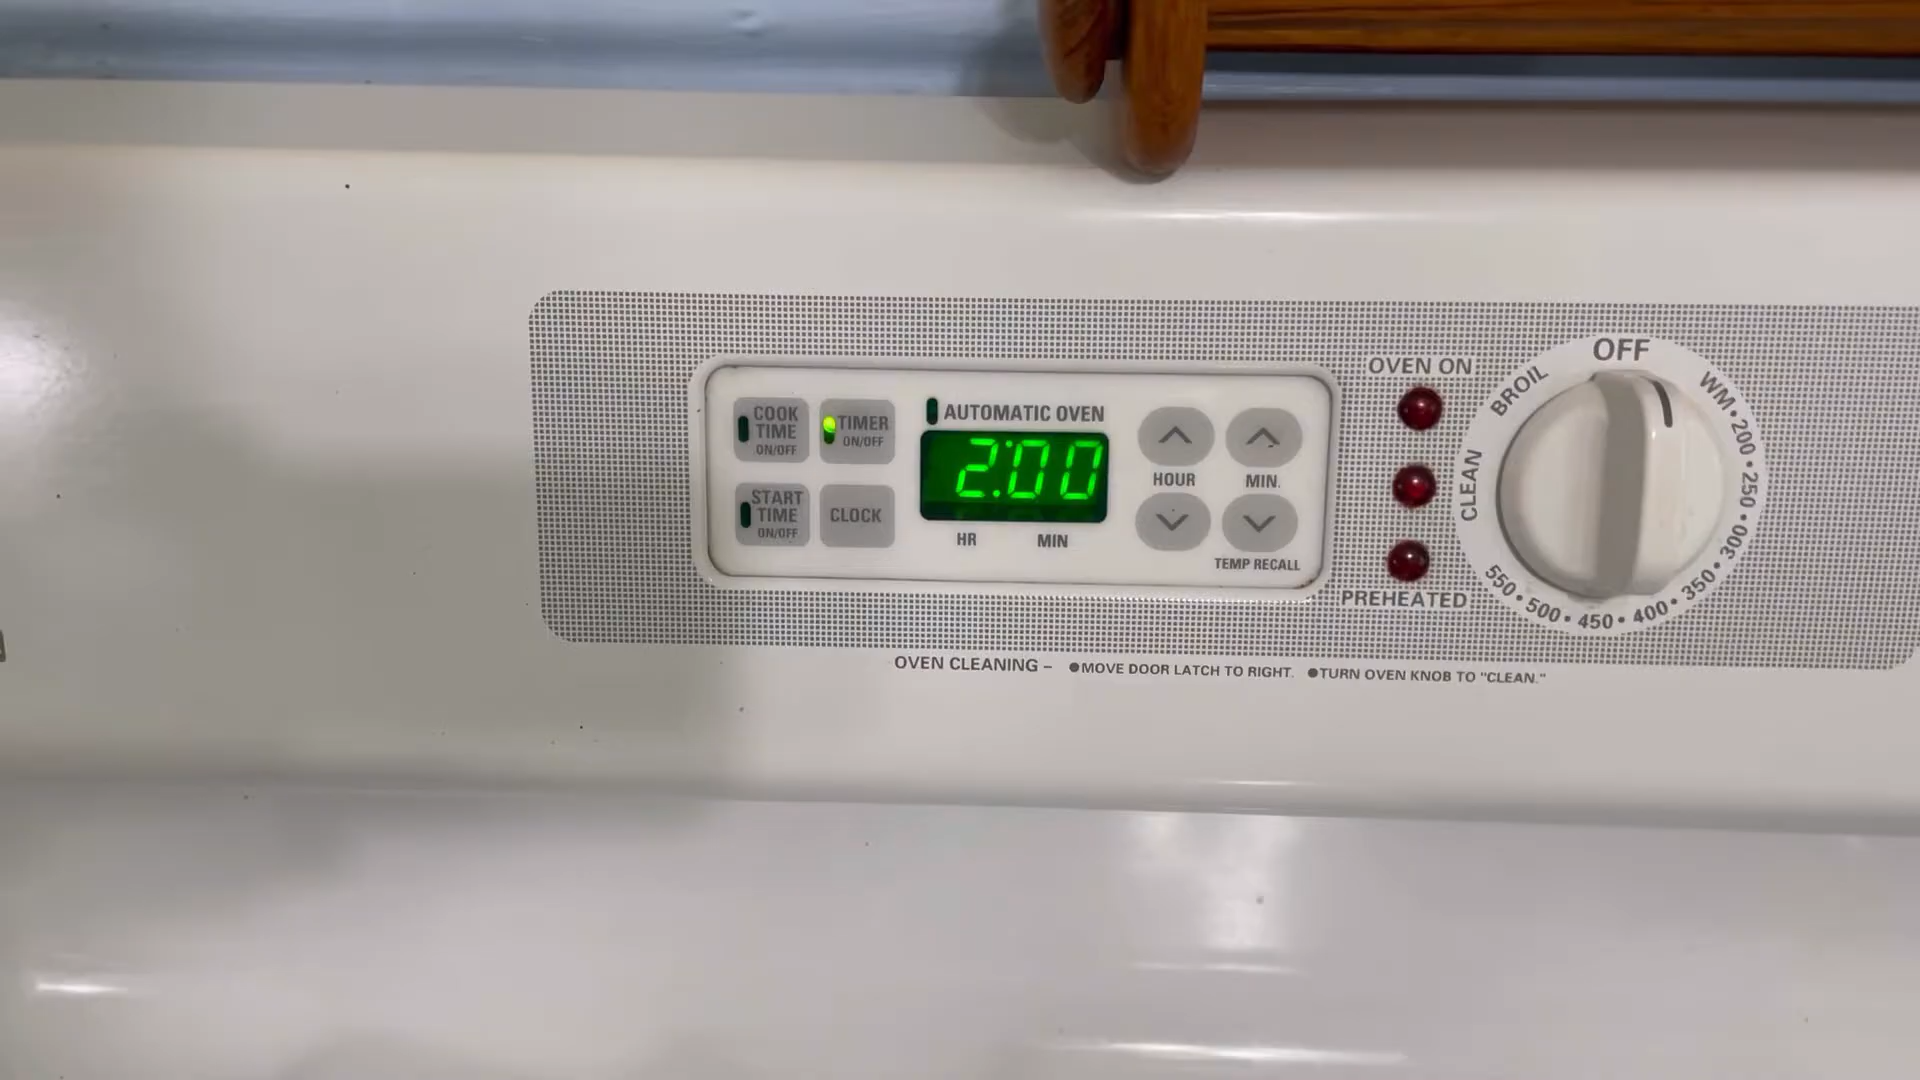 OFF
BROIL
WM • 200 • 250 • 300 • 350 • 400 • 450 • 500 • 550
CLEAN
OVEN ON
PREHEATED
COOK
TIME
ON/OFF
TIMER
ON/OFF
AUTOMATIC OVEN
2:00
HR MIN
HOUR
MIN.
START
TIME
ON/OFF
CLOCK
TEMP RECALL
OVEN CLEANING – ●MOVE DOOR LATCH TO RIGHT. ●TURN OVEN KNOB TO "CLEAN."